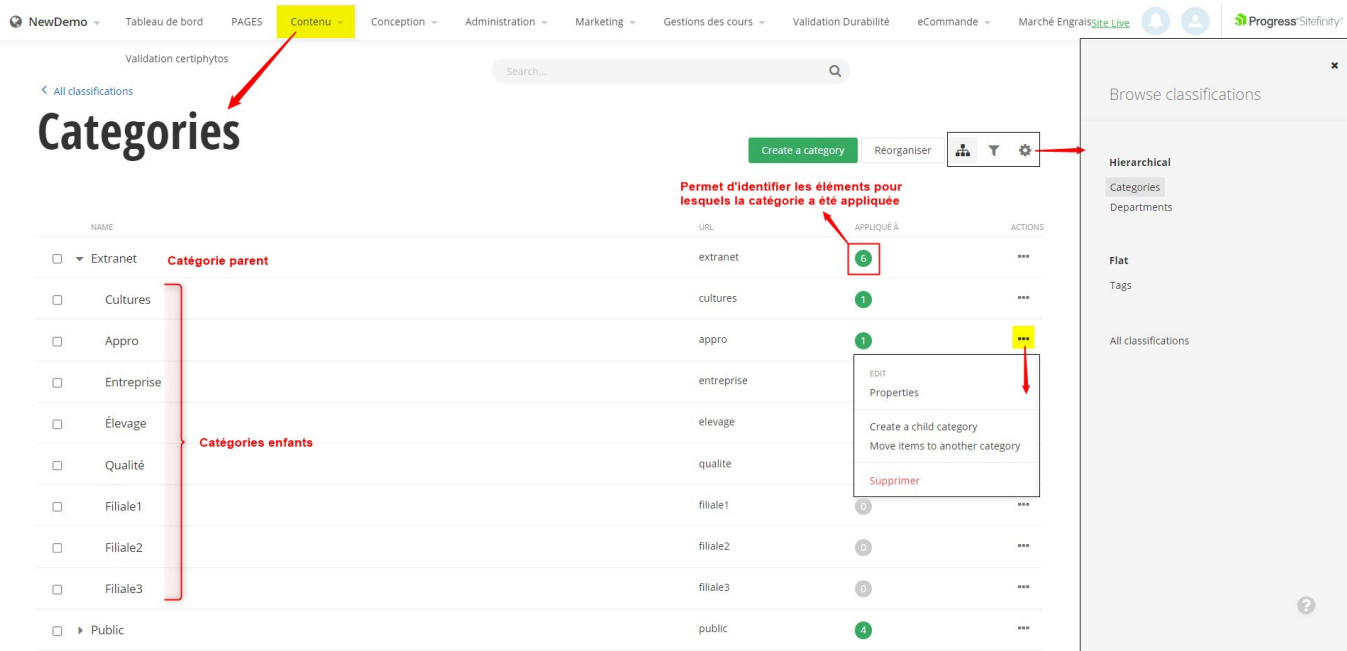 NewDemo
Tableau de bord
PAGES
Contenu
Conception
Administration
Marketing
Gestions des cours
Validation Durabilité
eCommande
Marché Engrais
Site Live
Progress Sitefinity
Validation certiphytos
Search...
All classifications
Categories
Create a category
Réorganiser
Permet d'identifier les éléments pour
lesquels la catégorie a été appliquée
NAME
URL
APPLIQUÉ À
ACTIONS
Extranet
Catégorie parent
extranet
6
Cultures
cultures
1
Appro
appro
1
Entreprise
entreprise
Élevage
elevage
Catégories enfants
Qualité
qualite
Filiale1
filiale1
0
Filiale2
filiale2
0
Filiale3
filiale3
0
Public
public
4
EDIT
Properties
Create a child category
Move items to another category
Supprimer
Browse classifications
Hierarchical
Categories
Departments
Flat
Tags
All classifications